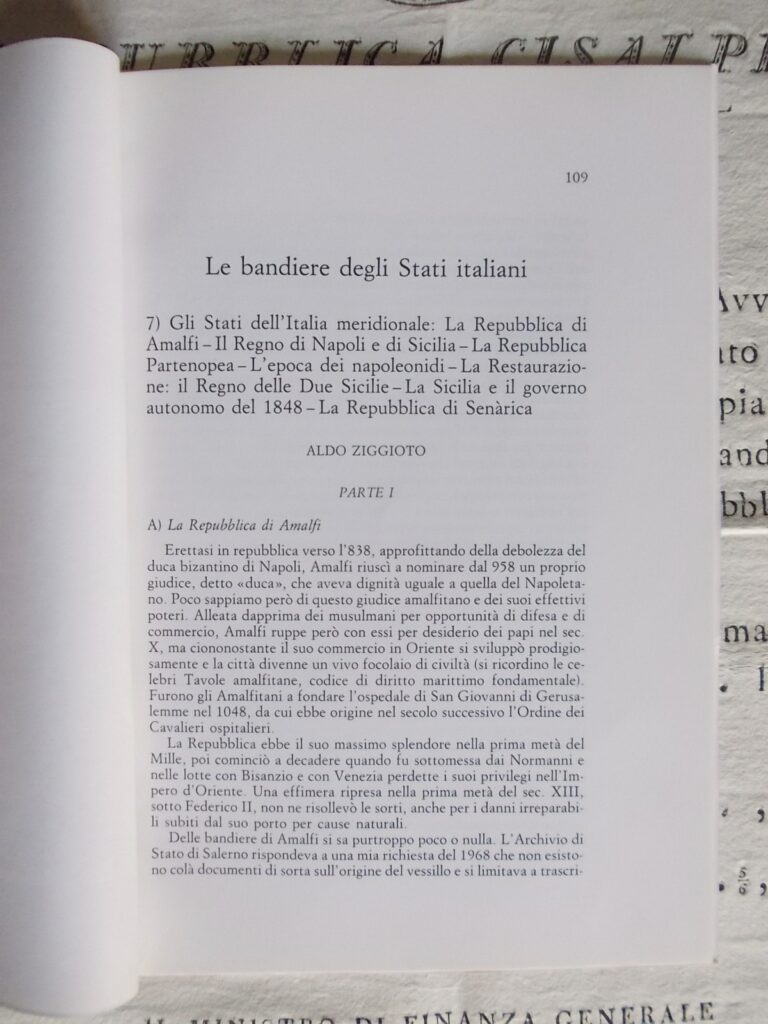 UBBLICA CISALP
109
Le bandiere degli Stati italiani
7) Gli Stati dell'Italia meridionale: La Repubblica di
Amalfi – Il Regno di Napoli e di Sicilia – La Repubblica
Partenopea – L'epoca dei napoleonidi – La Restaurazio-
ne: il Regno delle Due Sicilie – La Sicilia e il governo
autonomo del 1848 – La Repubblica di Senàrica
ALDO ZIGGIOTO
PARTE I
A) La Repubblica di Amalfi
Erettasi in repubblica verso l'838, approfittando della debolezza del
duca bizantino di Napoli, Amalfi riuscì a nominare dal 958 un proprio
giudice, detto «duca», che aveva dignità uguale a quella del Napoleta-
no. Poco sappiamo però di questo giudice amalfitano e dei suoi effettivi
poteri. Alleata dapprima dei musulmani per opportunità di difesa e di
commercio, Amalfi ruppe però con essi per desiderio dei papi nel sec.
X, ma ciononostante il suo commercio in Oriente si sviluppò prodigio-
samente e la città divenne un vivo focolaio di civiltà (si ricordino le ce-
lebri Tavole amalfitane, codice di diritto marittimo fondamentale).
Furono gli Amalfitani a fondare l'ospedale di San Giovanni di Gerusa-
lemme nel 1048, da cui ebbe origine nel secolo successivo l'Ordine dei
Cavalieri ospitalieri.
La Repubblica ebbe il suo massimo splendore nella prima metà del
Mille, poi cominciò a decadere quando fu sottomessa dai Normanni e
nelle lotte con Bisanzio e con Venezia perdette i suoi privilegi nell'Im-
pero d'Oriente. Una effimera ripresa nella prima metà del sec. XIII,
sotto Federico II, non ne risollevò le sorti, anche per i danni irreparabi-
li subiti dal suo porto per cause naturali.
Delle bandiere di Amalfi si sa purtroppo poco o nulla. L'Archivio di
Stato di Salerno rispondeva a una mia richiesta del 1968 che non esisto-
no colà documenti di sorta sull'origine del vessillo e si limitava a trascri-
Avv
ato
pia
and
bbl
ma
IL MINISTRO DI FINANZA GENERALE